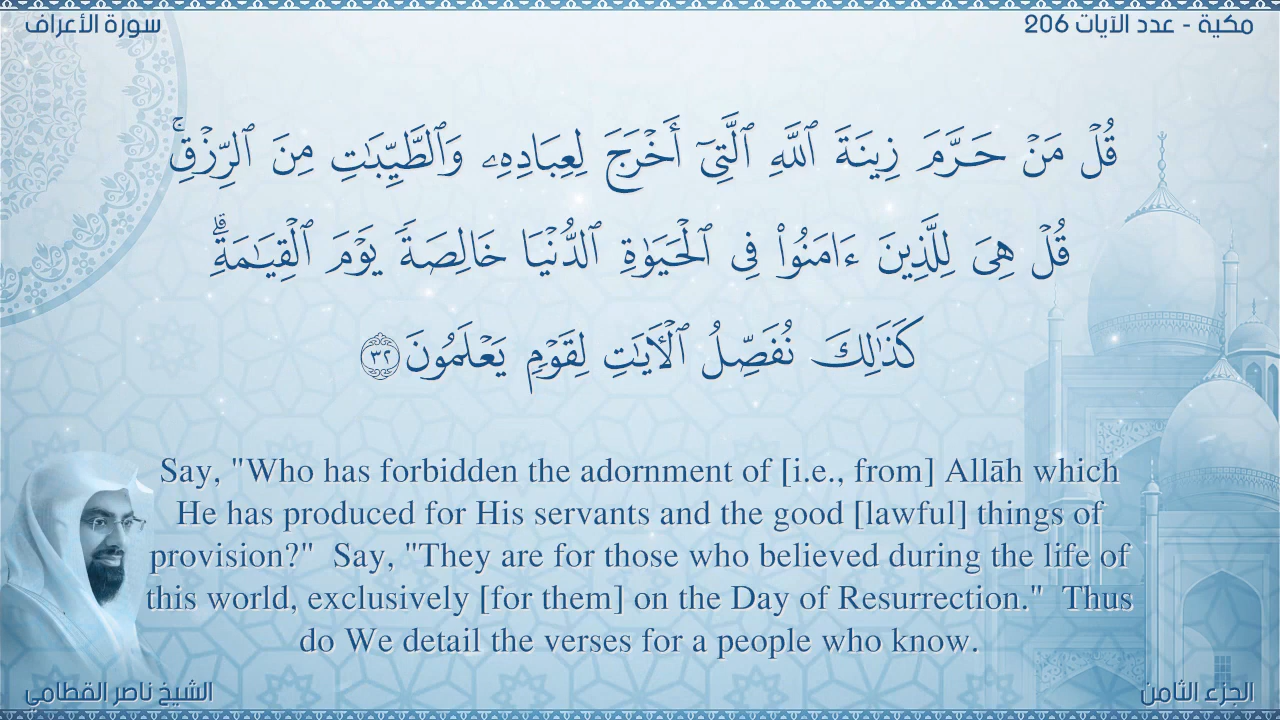 سورة الأعراف
مكية - عدد الآيات 206
قُلْ مَنْ حَرَّمَ زِينَةَ ٱللَّهِ ٱلَّتِىٓ أَخْرَجَ لِعِبَادِهِۦ وَٱلطَّيِّبَـٰتِ مِنَ ٱلرِّزْقِ ۚ
قُلْ هِىَ لِلَّذِينَ ءَامَنُوا۟ فِى ٱلْحَيَوٰةِ ٱلدُّنْيَا خَالِصَةً يَوْمَ ٱلْقِيَـٰمَةِ ۗ
كَذَٰلِكَ نُفَصِّلُ ٱلْـَٔايَـٰتِ لِقَوْمٍ يَعْلَمُونَ ٣٢
Say, "Who has forbidden the adornment of [i.e., from] Allāh which
He has produced for His servants and the good [lawful] things of
provision?"  Say, "They are for those who believed during the life of
this world, exclusively [for them] on the Day of Resurrection."  Thus
do We detail the verses for a people who know.
الشيخ ناصر القطامي
الجزء الثامن